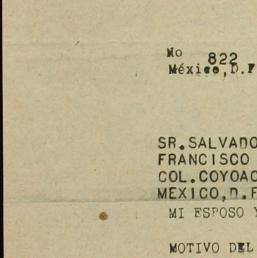 No 822
México, D.F
SR. SALVADO
FRANCISCO
COL. COYOAC
MEXICO, D.F
MI ESPOSO Y
MOTIVO DEL